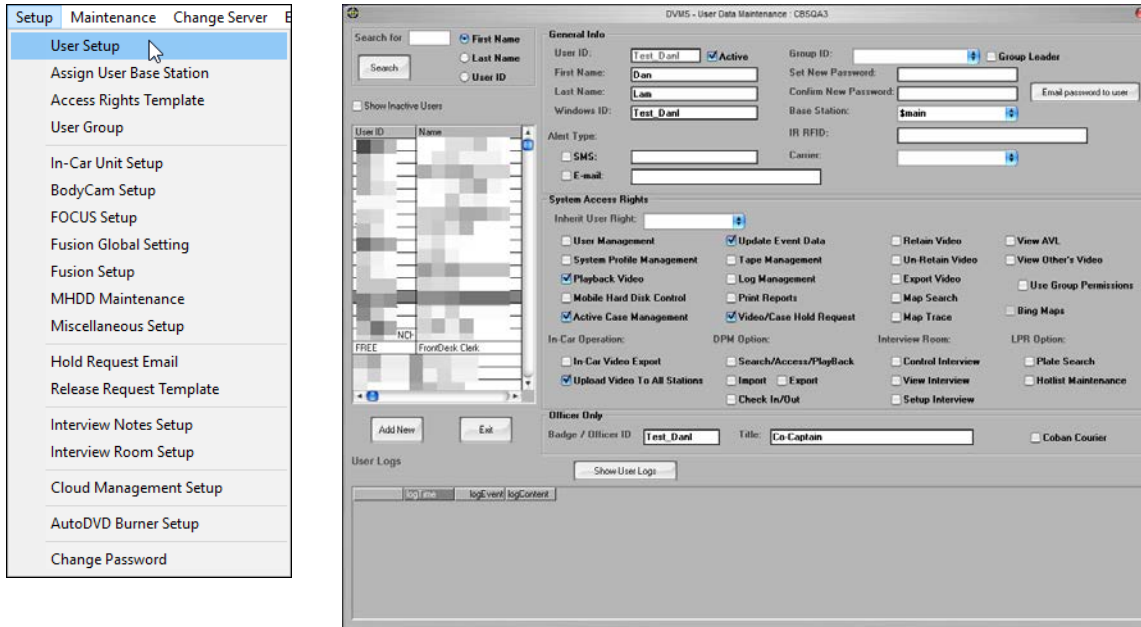 Setup Maintenance Change Server
User Setup
Assign User Base Station
Access Rights Template
User Group
In-Car Unit Setup
BodyCam Setup
FOCUS Setup
Fusion Global Setting
Fusion Setup
MHDD Maintenance
Miscellaneous Setup
Hold Request Email
Release Request Template
Interview Notes Setup
Interview Room Setup
Cloud Management Setup
AutoDVD Burner Setup
Change Password
DVMS - User Data Maintenance : CBSQA3
Search for
First Name
Last Name
User ID
Search
Show Inactive Users
User ID Name
NCH
FREE FrontDesk Clerk
Add New Exit
General Info
User ID: Test_Danl Active Group ID: Group Leader
First Name: Dan Set New Password:
Last Name: Lam Confirm New Password: Email password to user
Windows ID: Test_Danl Base Station: $main
Alert Type: IR RFID:
SMS: Carrier:
E-mail:
System Access Rights
Inherit User Right:
User Management Update Event Data Retain Video View AVL
System Profile Management Tape Management Un-Retain Video View Other's Video
Playback Video Log Management Export Video Use Group Permissions
Mobile Hard Disk Control Print Reports Map Search
Active Case Management Video/Case Hold Request Map Trace Bing Maps
In-Car Operation: DPM Option: Interview Room: LPR Option:
In-Car Video Export Search/Access/PlayBack Control Interview Plate Search
Upload Video To All Stations Import Export View Interview Hotlist Maintenance
Check In/Out Setup Interview
Officer Only
Badge / Officer ID Test_Danl Title: Co-Captain Coban Courier
User Logs
Show User Logs
logTime logEvent logContent